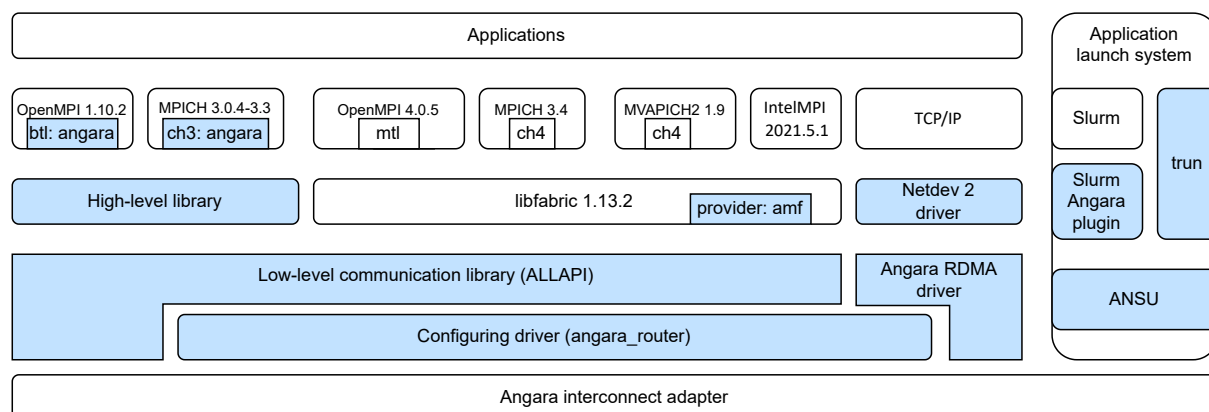 Applications
Application
launch system
OpenMPI 1.10.2
btl: angara
MPICH 3.0.4-3.3
ch3: angara
OpenMPI 4.0.5
mtl
MPICH 3.4
ch4
MVAPICH2 1.9
ch4
IntelMPI
2021.5.1
TCP/IP
Slurm
trun
High-level library
libfabric 1.13.2
provider: amf
Netdev 2
driver
Slurm
Angara
plugin
Low-level communication library (ALLAPI)
Angara RDMA
driver
ANSU
Configuring driver (angara_router)
Angara interconnect adapter